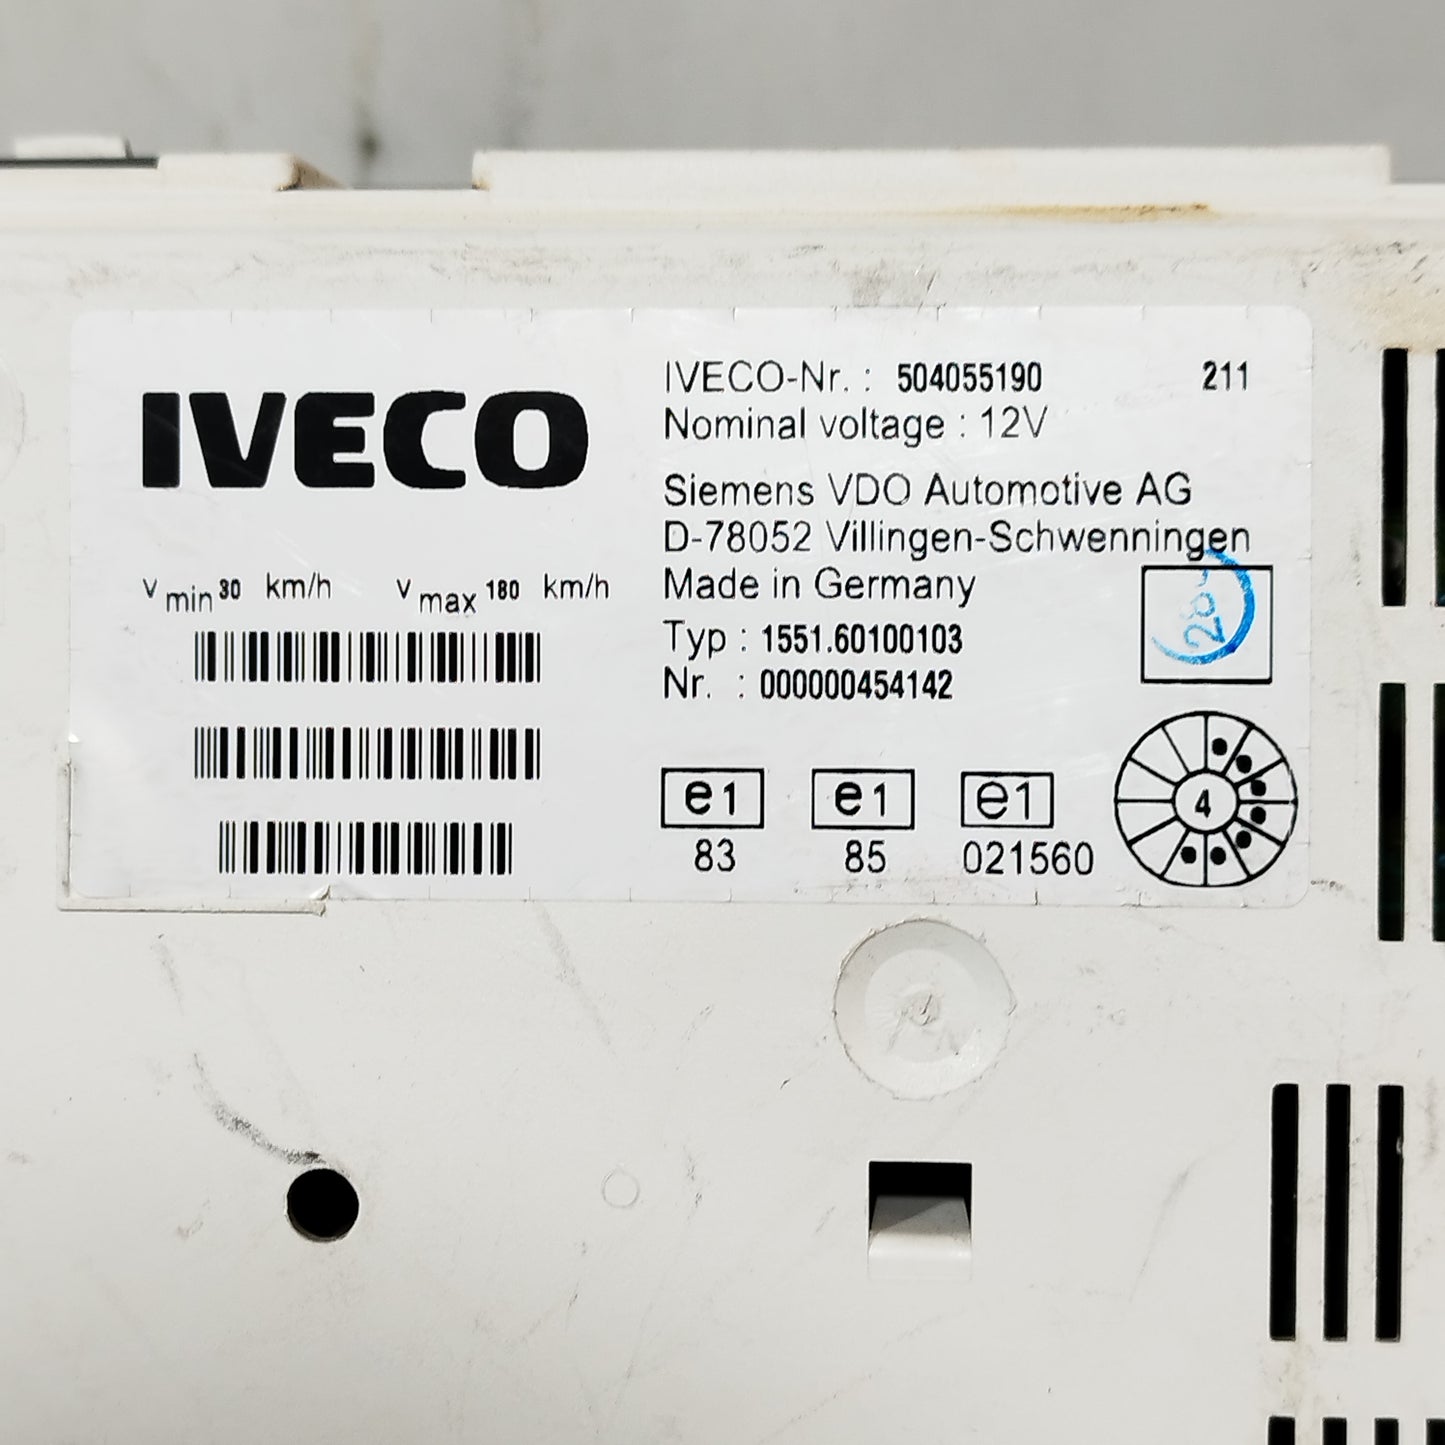 IVECO
IVECO-Nr. : 504055190 211
Nominal voltage : 12V
Siemens VDO Automotive AG
D-78052 Villingen-Schwenningen
Made in Germany
Typ : 1551.60100103
Nr. : 000000454142
v min 30 km/h v max 180 km/h
e1 e1 e1
83 85 021560
4